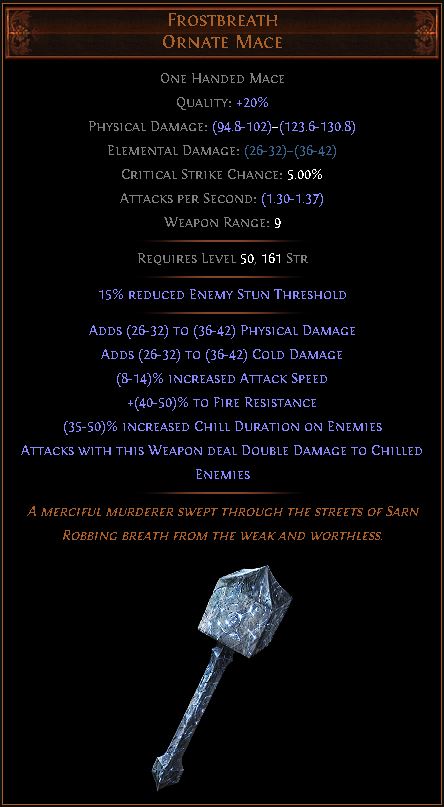 Frostbreath
Ornate Mace
One Handed Mace
Quality: +20%
Physical Damage: (94.8-102)–(123.6-130.8)
Elemental Damage: (26-32)–(36-42)
Critical Strike Chance: 5.00%
Attacks per Second: (1.30-1.37)
Weapon Range: 9
Requires Level 50, 161 Str
15% reduced Enemy Stun Threshold
Adds (26-32) to (36-42) Physical Damage
Adds (26-32) to (36-42) Cold Damage
(8-14)% increased Attack Speed
+(40-50)% to Fire Resistance
(35-50)% increased Chill Duration on Enemies
Attacks with this Weapon deal Double Damage to Chilled
Enemies
A merciful murderer swept through the streets of Sarn
Robbing breath from the weak and worthless.